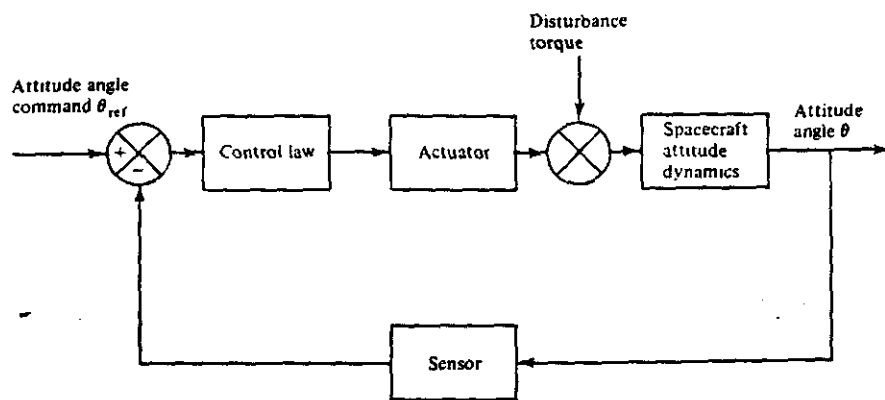 Disturbance
torque
Attitude angle
command θref
+
−
Control law
Actuator
Spacecraft
attitude
dynamics
Attitude
angle θ
Sensor